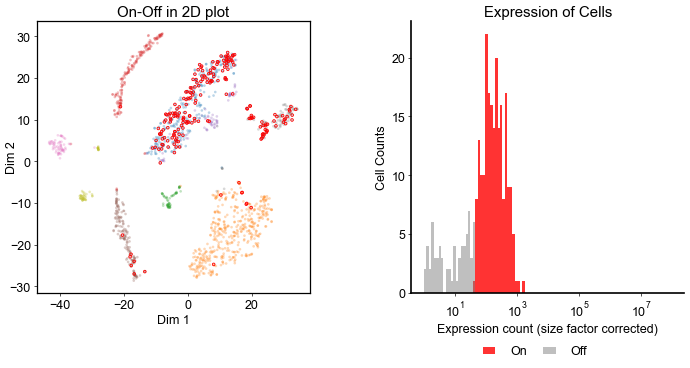 On-Off in 2D plot
Dim 2
30
20
10
0
−10
−20
−30
−40
−20
0
20
Dim 1
Expression of Cells
Cell Counts
20
15
10
5
0
10^1
10^3
10^5
10^7
Expression count (size factor corrected)
On Off